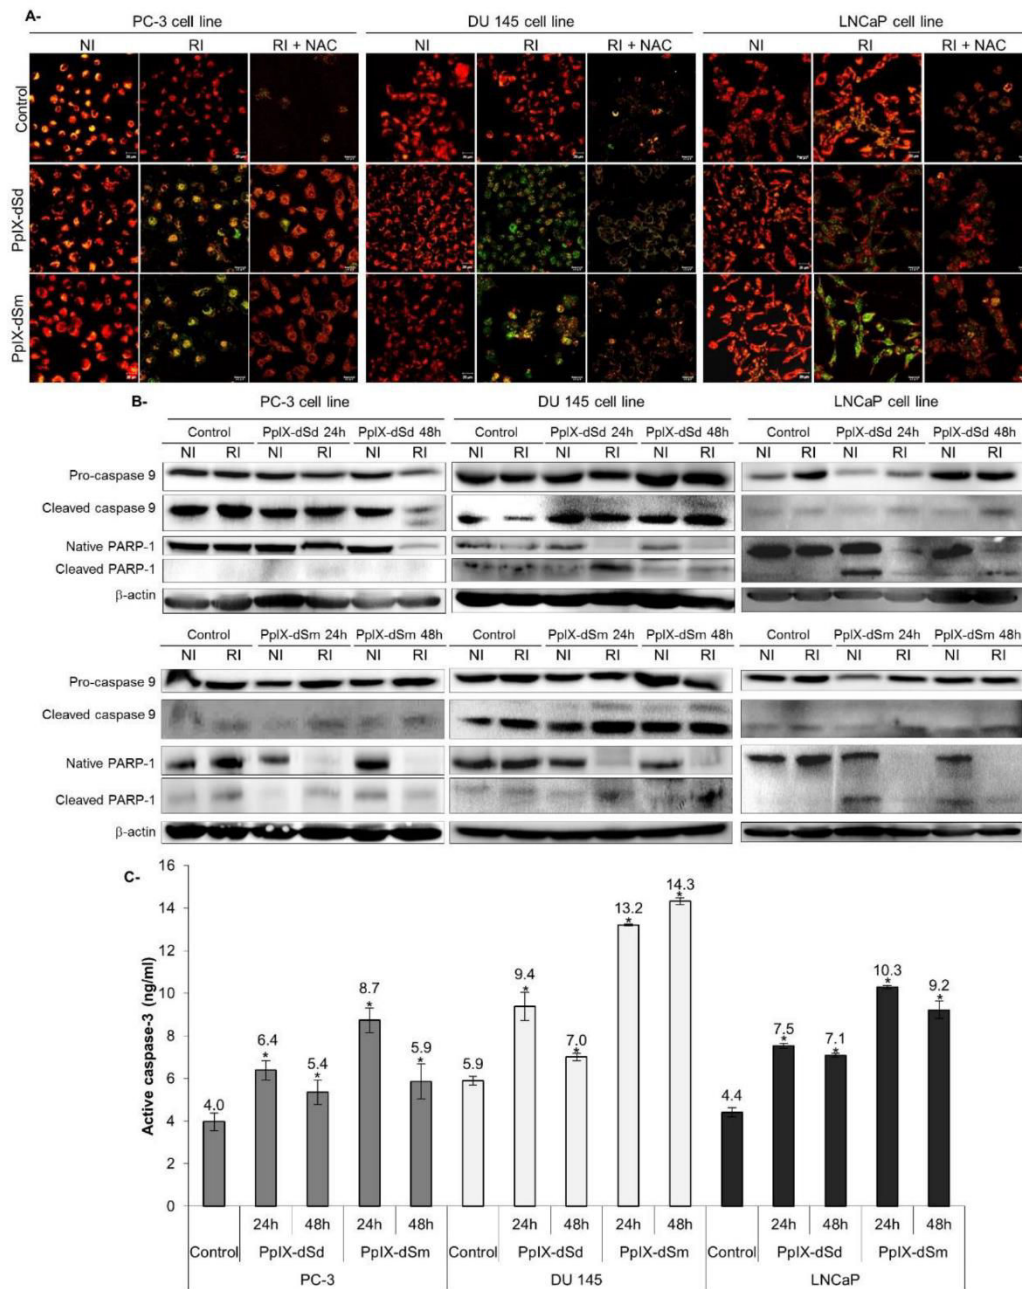 A-
PC-3 cell line DU 145 cell line LNCaP cell line
NI RI RI + NAC NI RI RI + NAC NI RI RI + NAC
Control
PpIX-dSd
PpIX-dSm
B-
PC-3 cell line DU 145 cell line LNCaP cell line
Control PpIX-dSd 24h PpIX-dSd 48h Control PpIX-dSd 24h PpIX-dSd 48h Control PpIX-dSd 24h PpIX-dSd 48h
NI RI NI RI NI RI NI RI NI RI NI RI NI RI NI RI NI RI
Pro-caspase 9
Cleaved caspase 9
Native PARP-1
Cleaved PARP-1
β-actin
Control PpIX-dSm 24h PpIX-dSm 48h Control PpIX-dSm 24h PpIX-dSm 48h Control PpIX-dSm 24h PpIX-dSm 48h
NI RI NI RI NI RI NI RI NI RI NI RI NI RI NI RI NI RI
Pro-caspase 9
Cleaved caspase 9
Native PARP-1
Cleaved PARP-1
β-actin
C-
Active caspase-3 (ng/ml)
16
14
12
10
8
6
4
2
0
4.0 6.4 5.4 8.7 5.9 5.9 9.4 7.0 13.2 14.3 4.4 7.5 7.1 10.3 9.2
* * * * * * * * * * * *
24h 48h 24h 48h 24h 48h 24h 48h 24h 48h 24h 48h
Control PpIX-dSd PpIX-dSm Control PpIX-dSd PpIX-dSm Control PpIX-dSd PpIX-dSm
PC-3 DU 145 LNCaP